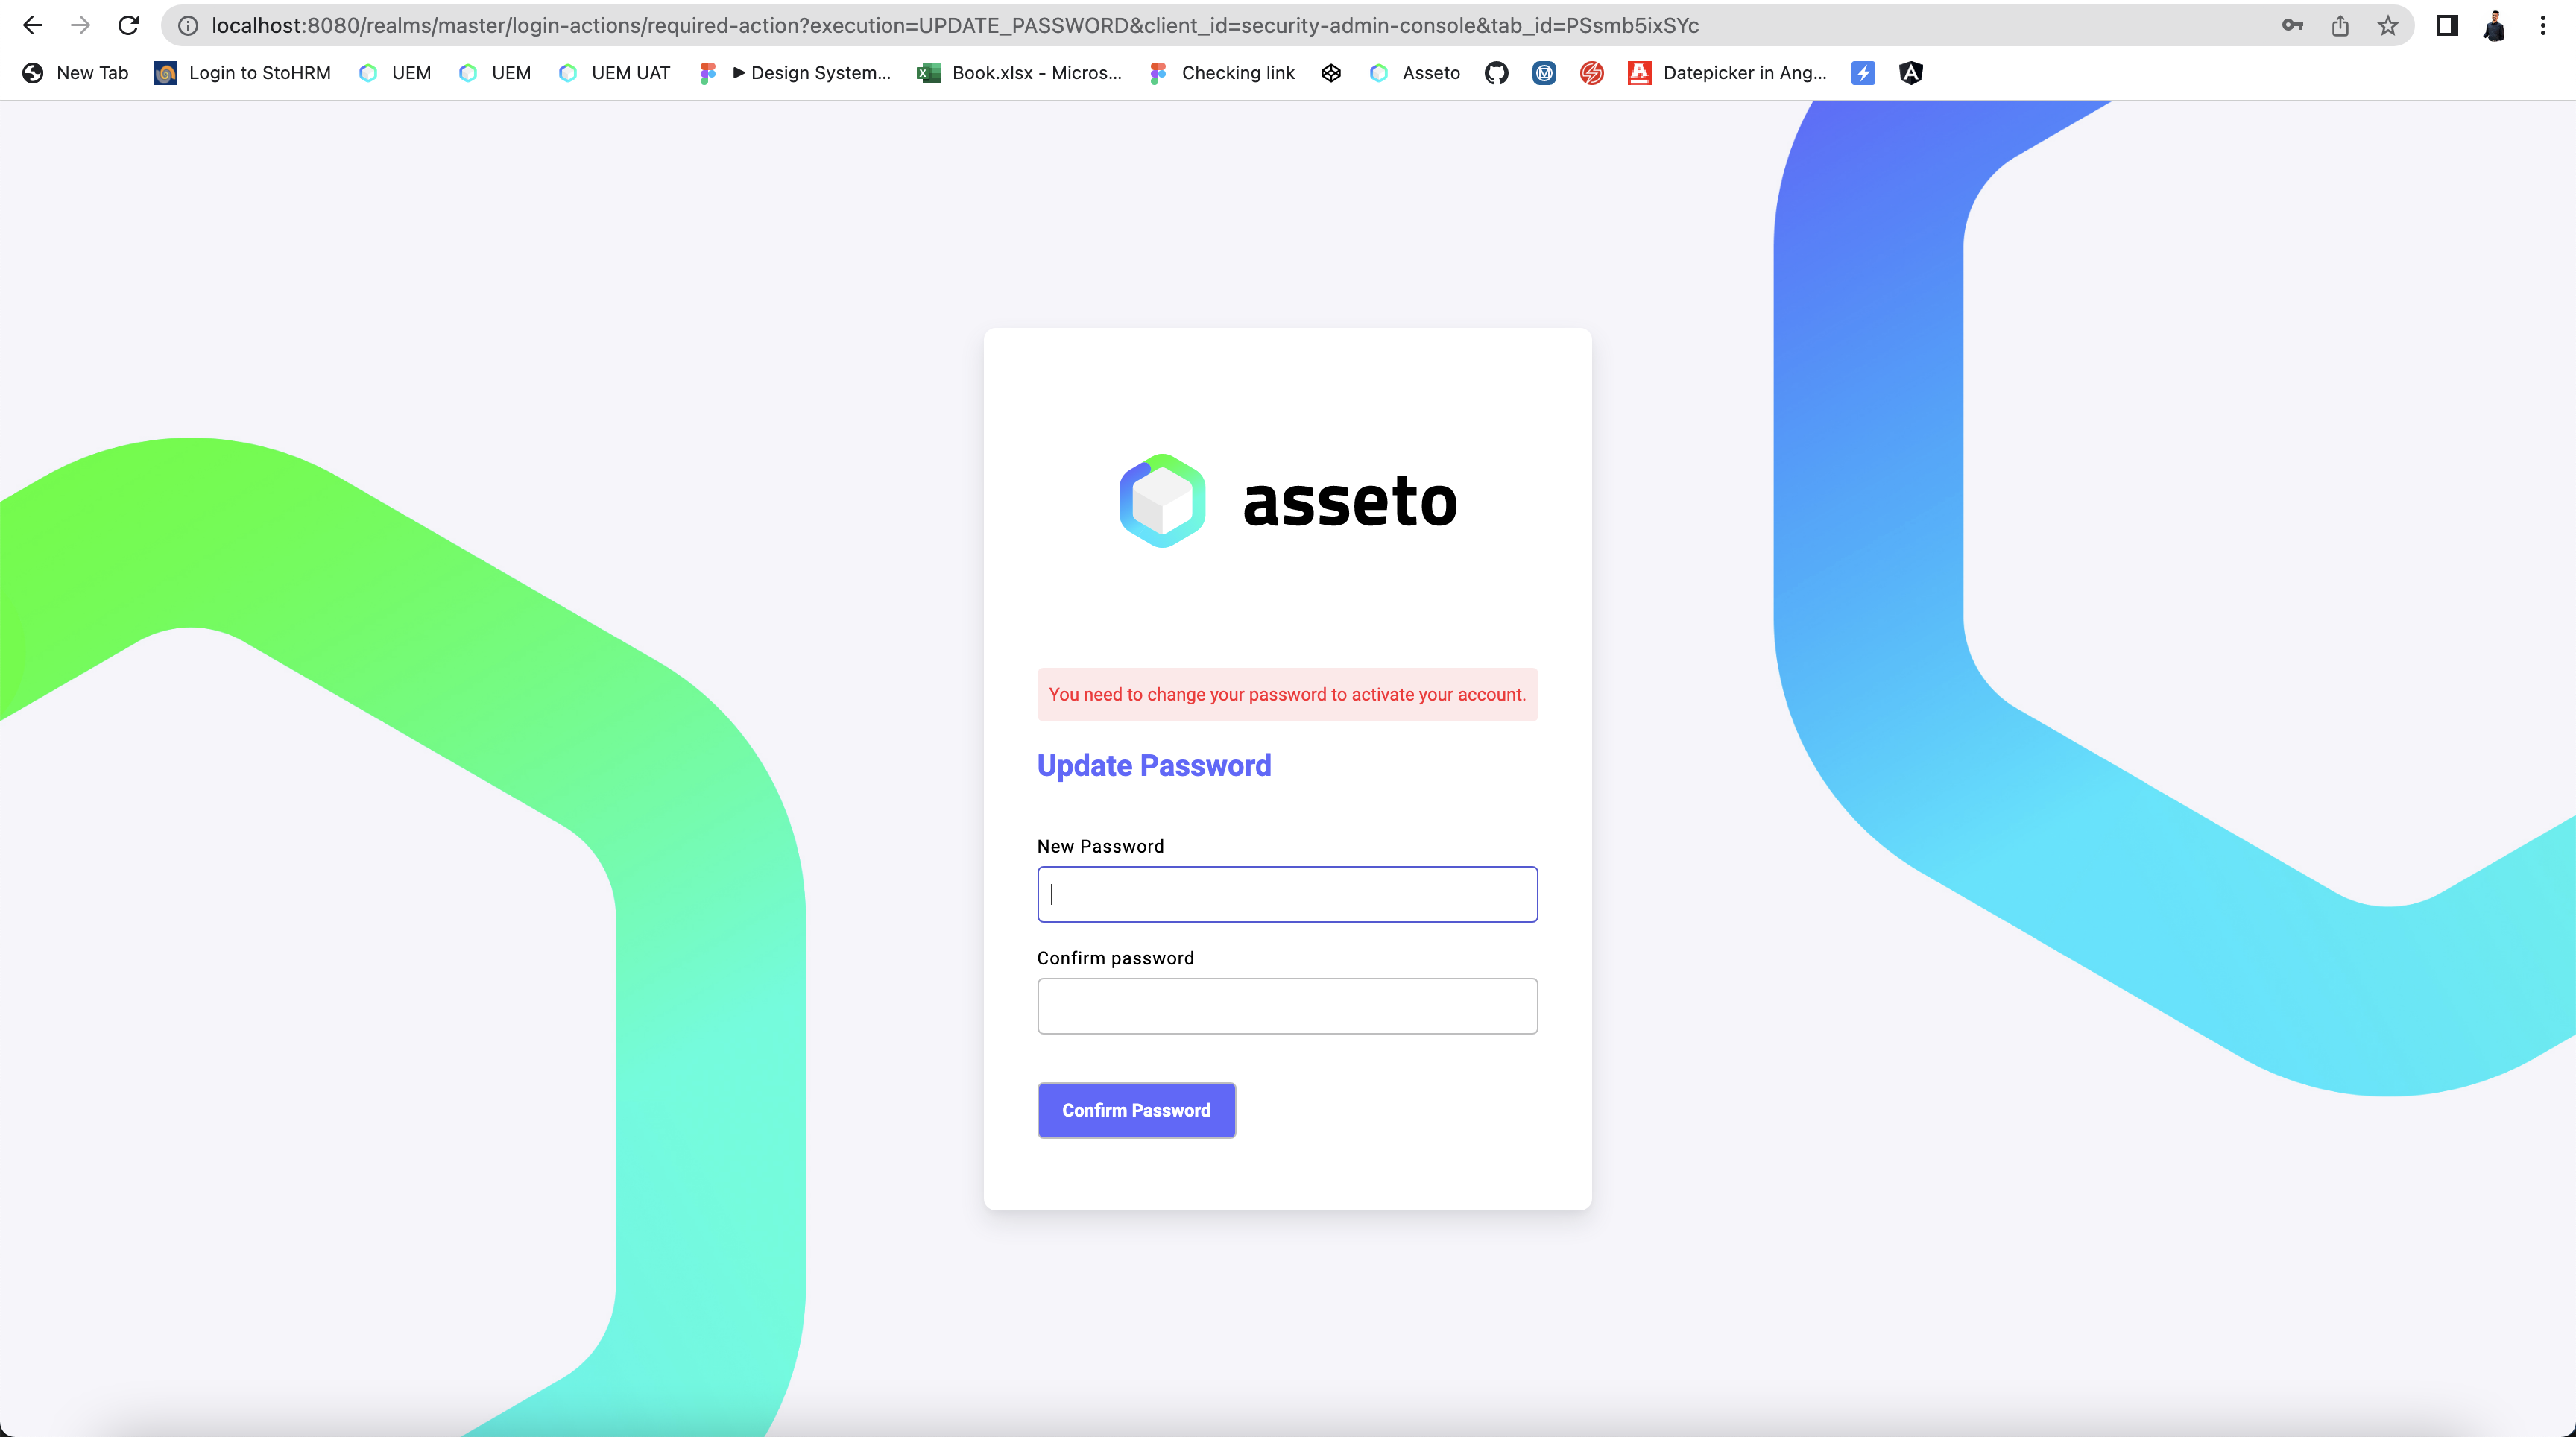 localhost:8080/realms/master/login-actions/required-action?execution=UPDATE_PASSWORD&client_id=security-admin-console&tab_id=PSsmb5ixSYc
New Tab Login to StoHRM UEM UEM UEM UAT ▶ Design System... Book.xlsx - Micros... Checking link Asseto Datepicker in Ang...
asseto
You need to change your password to activate your account.
Update Password
New Password
Confirm password
Confirm Password